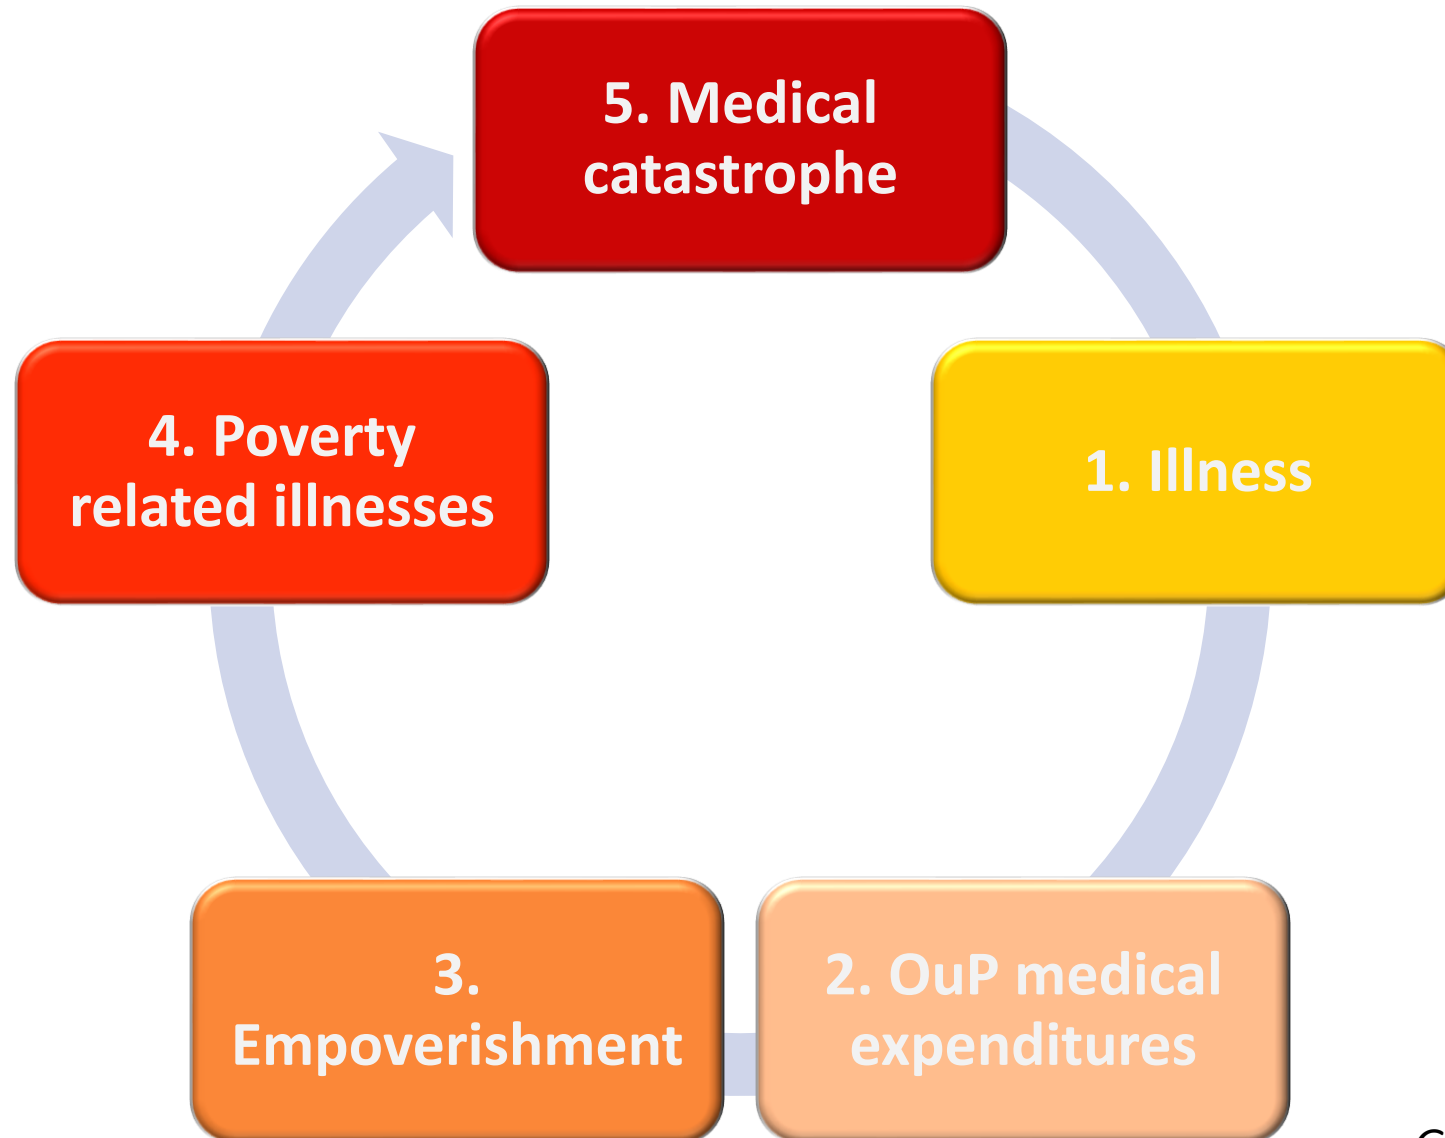 5. Medical
catastrophe
1. Illness
2. OuP medical
expenditures
3.
Empoverishment
4. Poverty
related illnesses